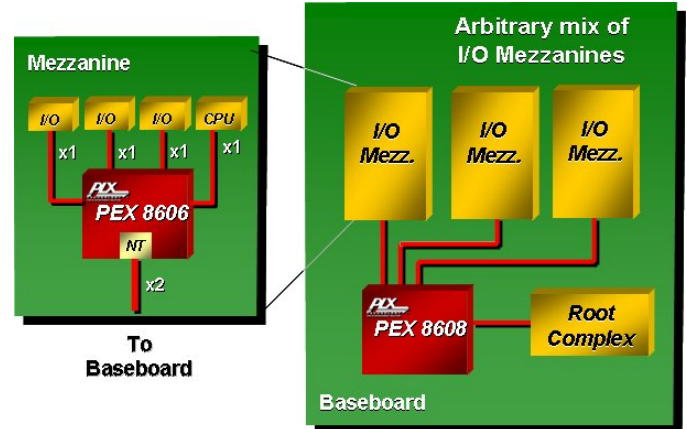 Mezzanine
I/O
I/O
I/O
CPU
x1
x1
x1
x1
PLX
PEX 8606
NT
x2
To
Baseboard
Arbitrary mix of
I/O Mezzanines
I/O
Mezz.
I/O
Mezz.
I/O
Mezz.
PLX
PEX 8608
Root
Complex
Baseboard